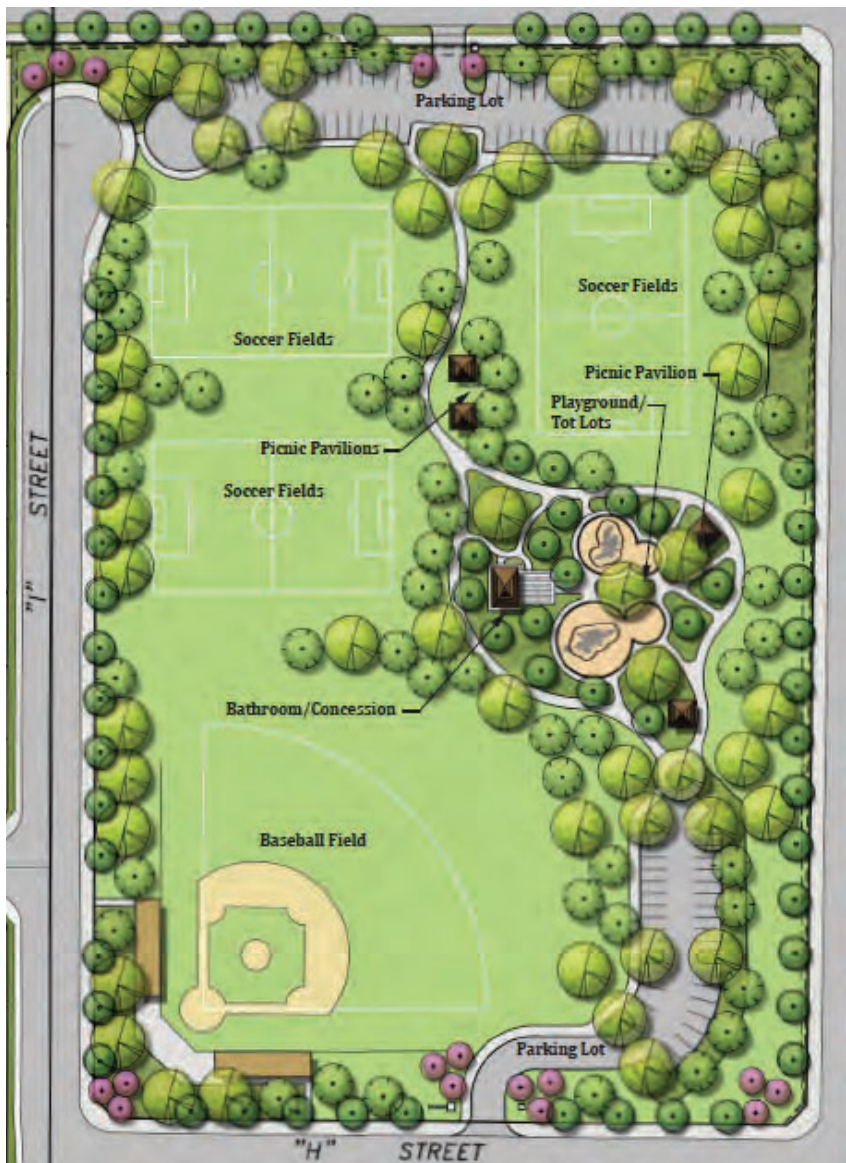 Parking Lot
Soccer Fields
Soccer Fields
Picnic Pavilion
Playground/
Tot Lots
Picnic Pavilions
Soccer Fields
"I" STREET
Bathroom/Concession
Baseball Field
Parking Lot
"H" STREET